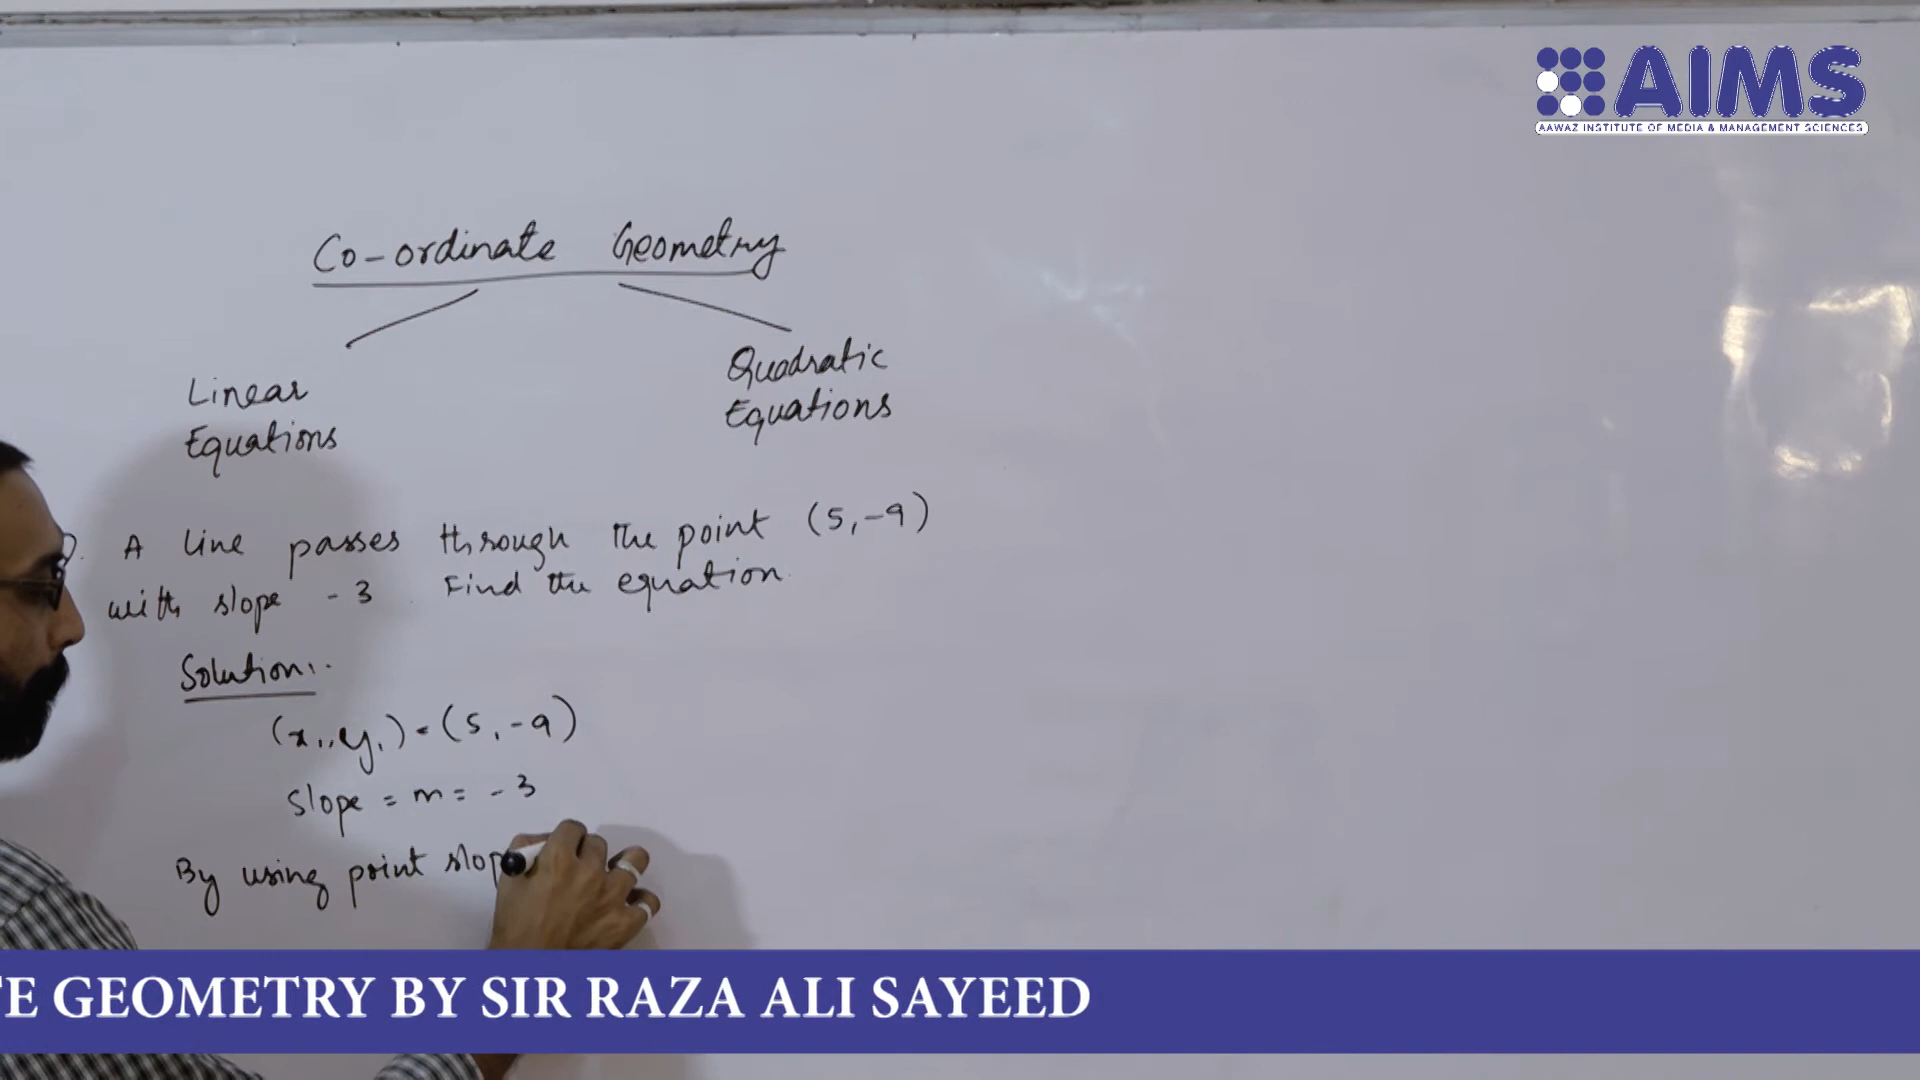 AIMS
AAWAZ INSTITUTE OF MEDIA & MANAGEMENT SCIENCES
Co-ordinate Geometry
Linear
Equations
Quadratic
Equations
A line passes through the point (5,-9)
with slope -3. Find the equation.
Solution:.
(x₁,y₁) = (5,-9)
slope = m = -3
By using point slop
TE GEOMETRY BY SIR RAZA ALI SAYEED